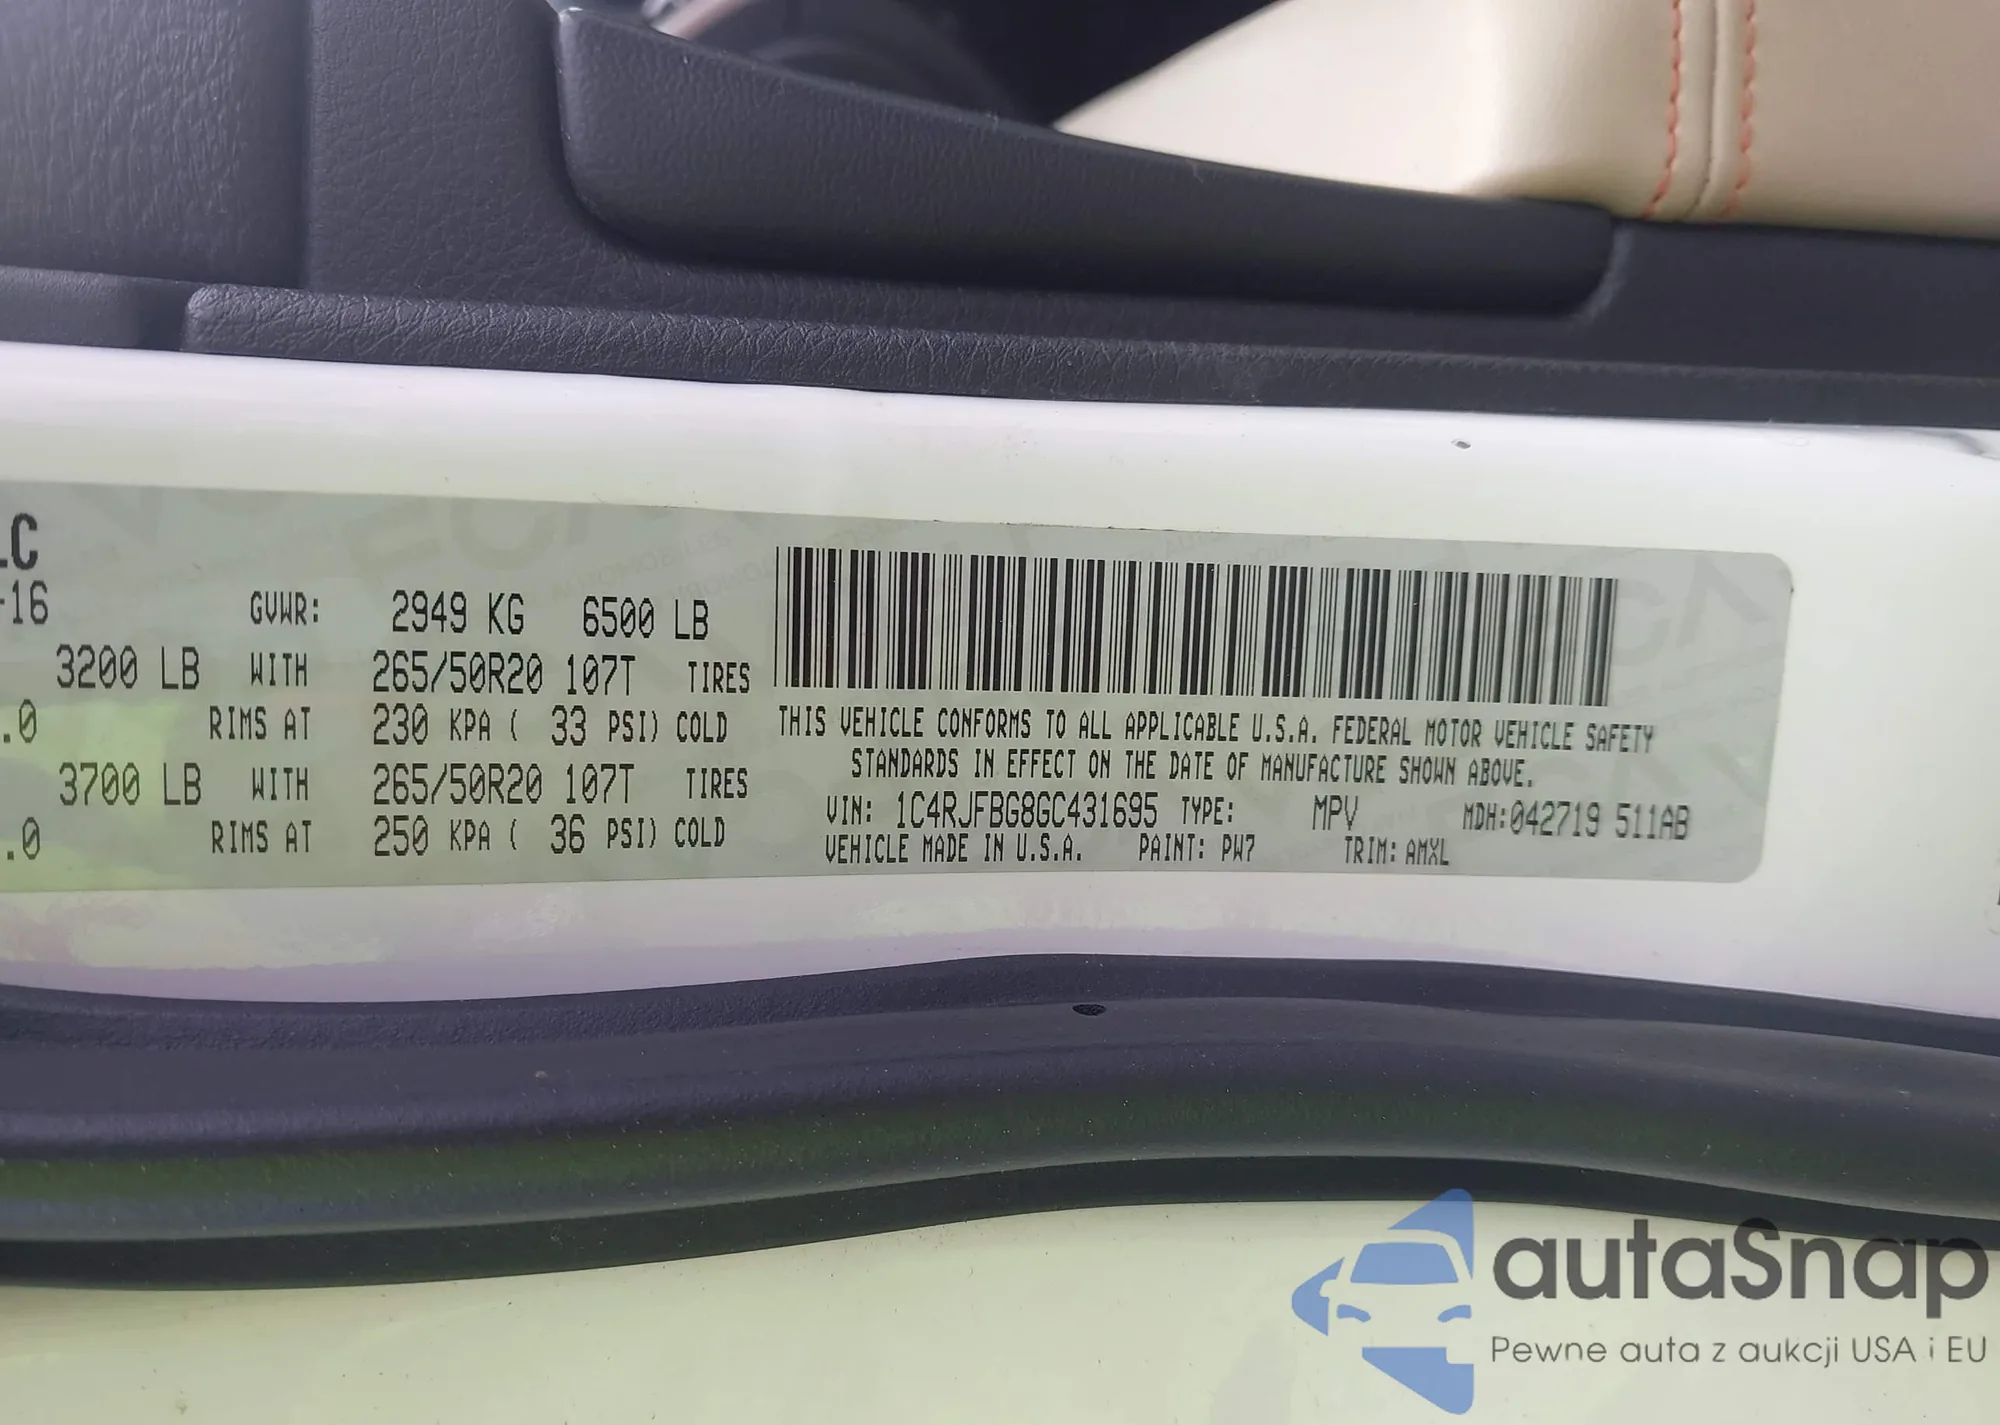 LC
-16
GVWR: 2949 KG 6500 LB
3200 LB WITH 265/50R20 107T TIRES
.0 RIMS AT 230 KPA ( 33 PSI) COLD
3700 LB WITH 265/50R20 107T TIRES
.0 RIMS AT 250 KPA ( 36 PSI) COLD
THIS VEHICLE CONFORMS TO ALL APPLICABLE U.S.A. FEDERAL MOTOR VEHICLE SAFETY
STANDARDS IN EFFECT ON THE DATE OF MANUFACTURE SHOWN ABOVE.
VIN: 1C4RJFBG8GC431695 TYPE: MPV MDH:042719 511AB
VEHICLE MADE IN U.S.A. PAINT: PW7 TRIM: AMXL
autaSnap
Pewne auta z aukcji USA i EU